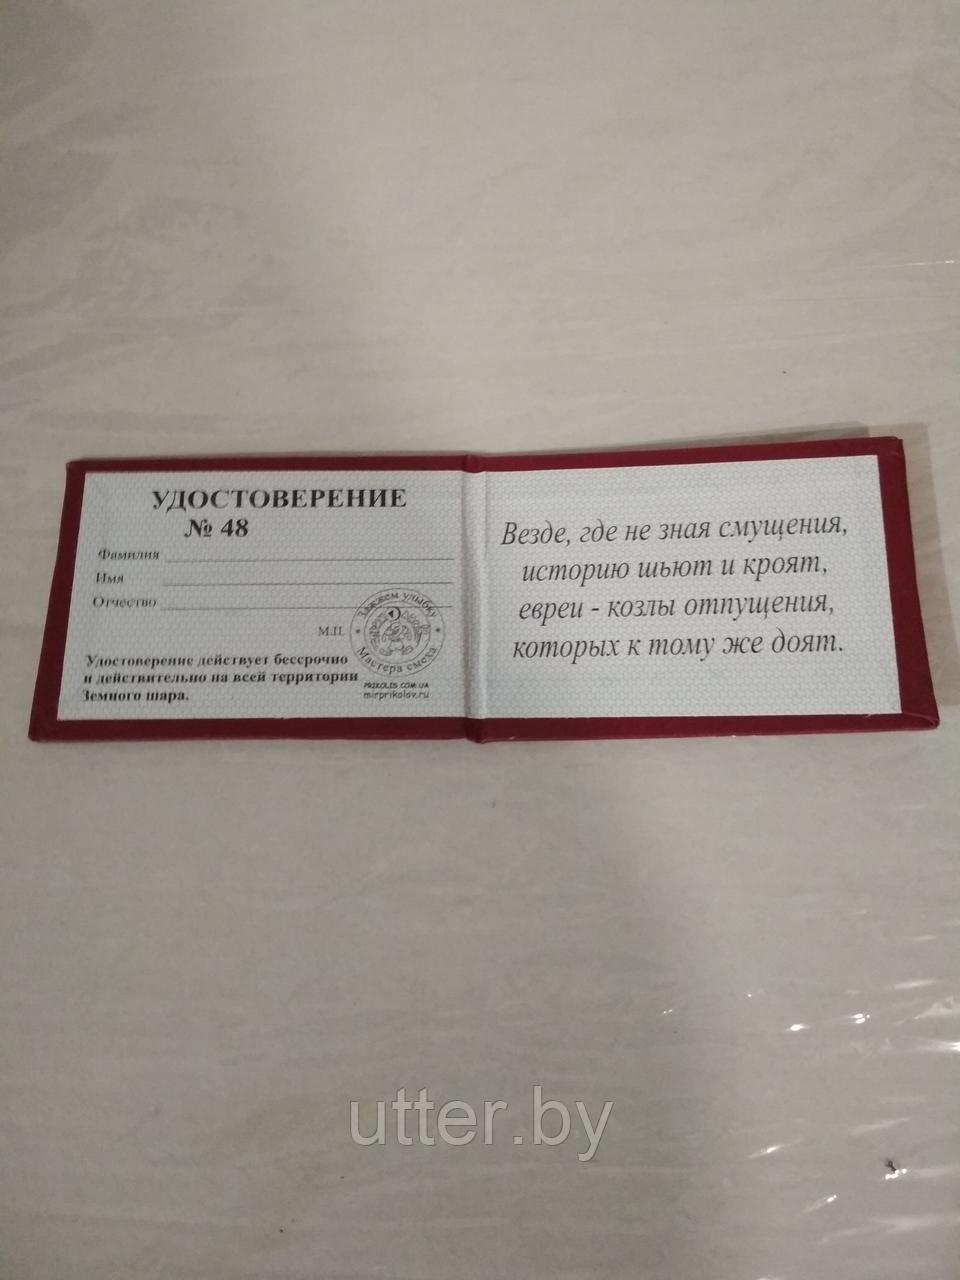 УДОСТОВЕРЕНИЕ
№ 48
Фамилия
Имя
Отчество
М.П.
Зажжем улыбку
Мастера смеха
PRIKOLIS.COM.UA
mirprikolov.ru
Удостоверение действует бессрочно
и действительно на всей территории
Земного шара.
Везде, где не зная смущения,
историю шьют и кроят,
евреи - козлы отпущения,
которых к тому же доят.
utter.by